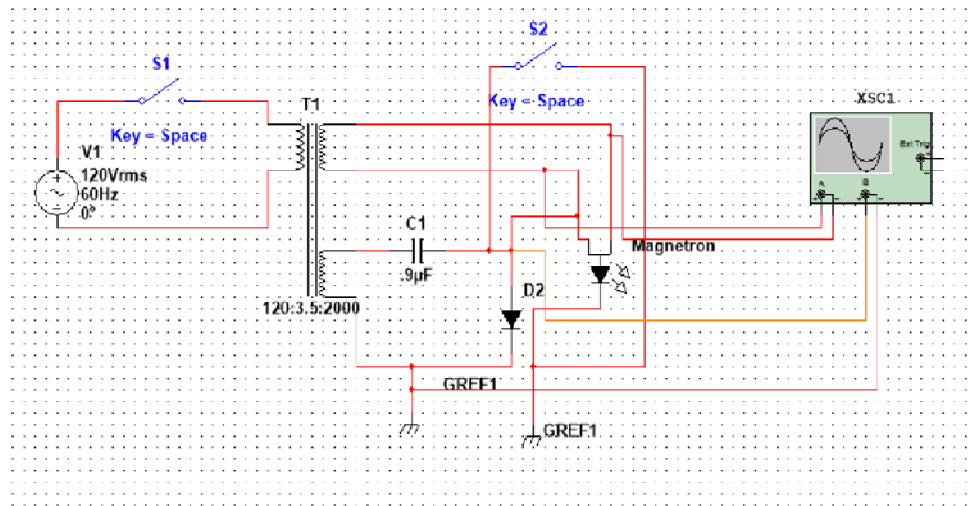 S2
S1
Key = Space
XSC1
T1
Key = Space
V1
120Vrms
60Hz
0°
Ext Trig
A
B
C1
Magnetron
.9µF
D2
120:3.5:2000
GREF1
GREF1